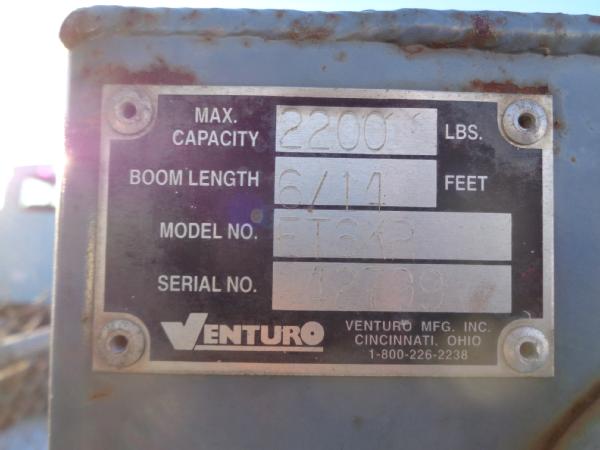 MAX.
CAPACITY 2200 LBS.
BOOM LENGTH 6/14 FEET
MODEL NO.
SERIAL NO.
VENTURO
VENTURO MFG. INC.
CINCINNATI, OHIO
1-800-226-2238